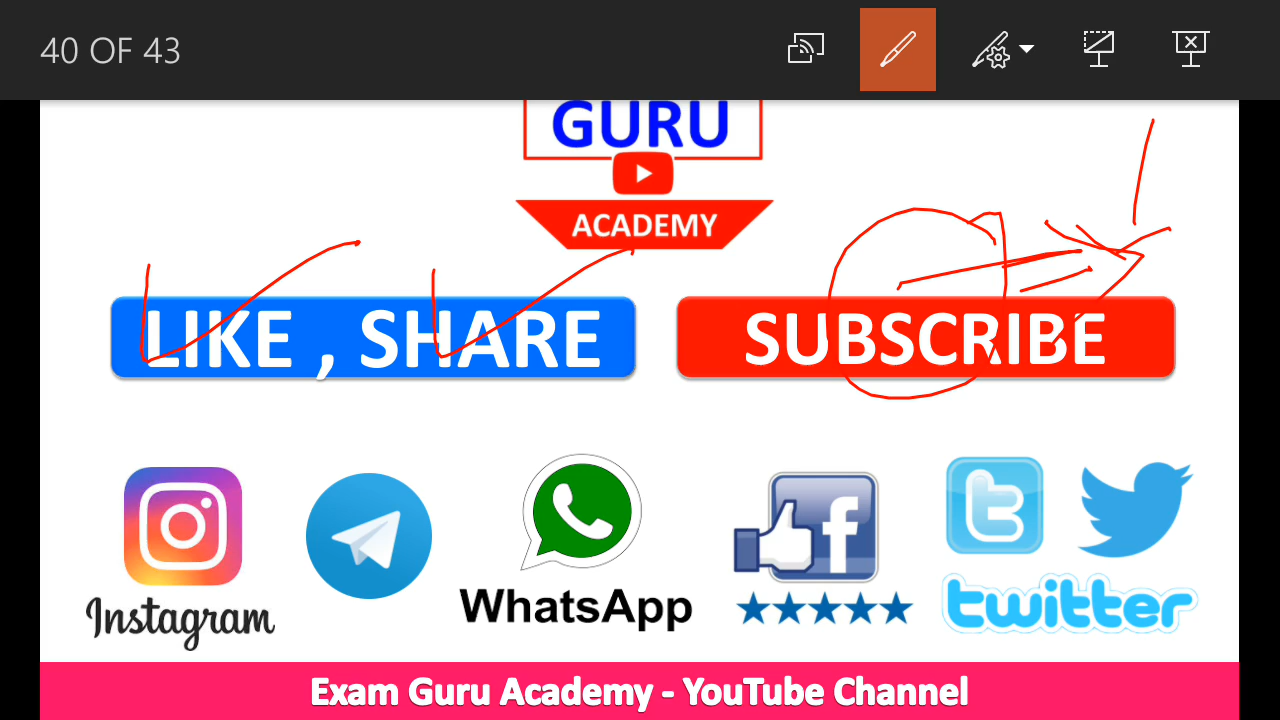 40 OF 43
GURU
ACADEMY
LIKE , SHARE
SUBSCRIBE
Instagram
WhatsApp
f
t
twitter
Exam Guru Academy - YouTube Channel